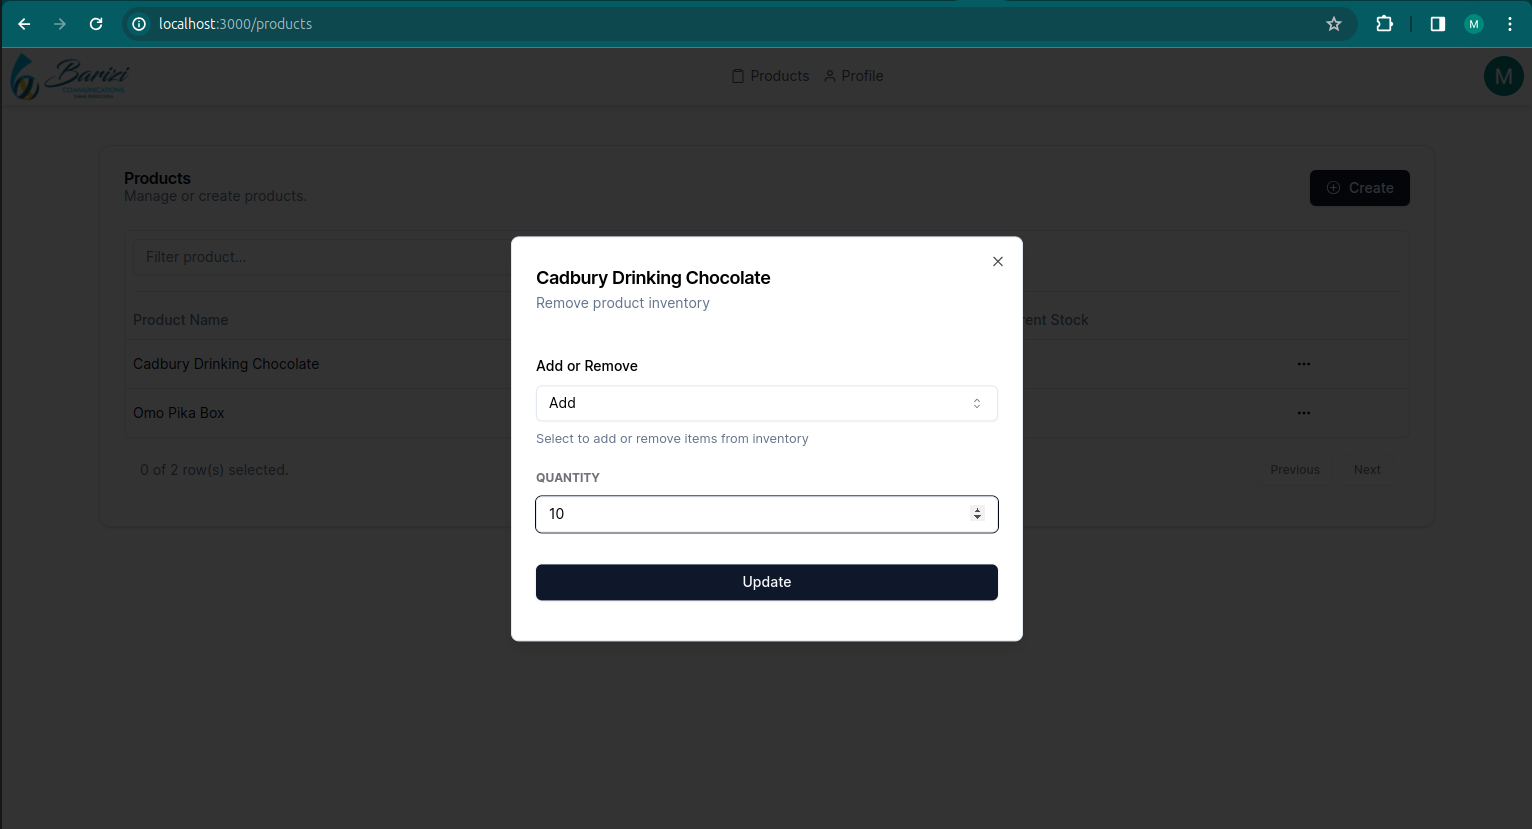 localhost:3000/products
M
Barizi
COMMUNICATIONS
Products Profile
M
Products
Manage or create products.
Create
Filter product...
Product Name
ent Stock
Cadbury Drinking Chocolate
Omo Pika Box
0 of 2 row(s) selected.
Previous Next
Cadbury Drinking Chocolate
Remove product inventory
Add or Remove
Add
Select to add or remove items from inventory
QUANTITY
10
Update